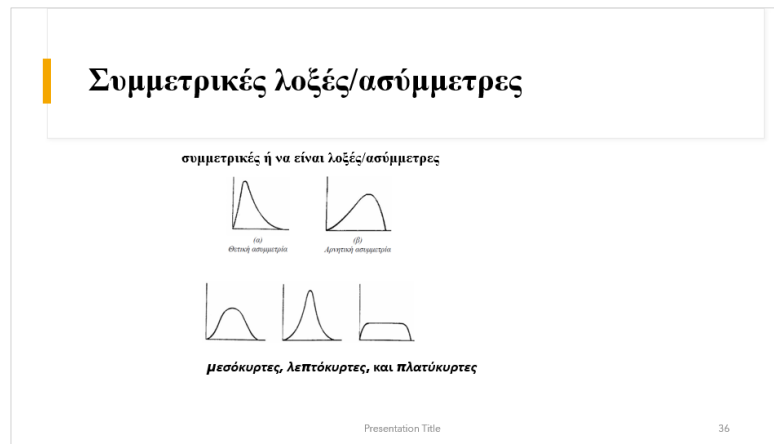 Συμμετρικές λοξές/ασύμμετρες
συμμετρικές ή να είναι λοξές/ασύμμετρες
(α)
Θετική ασυμμετρία
(β)
Αρνητική ασυμμετρία
μεσόκυρτες, λεπτόκυρτες, και πλατύκυρτες
Presentation Title
36